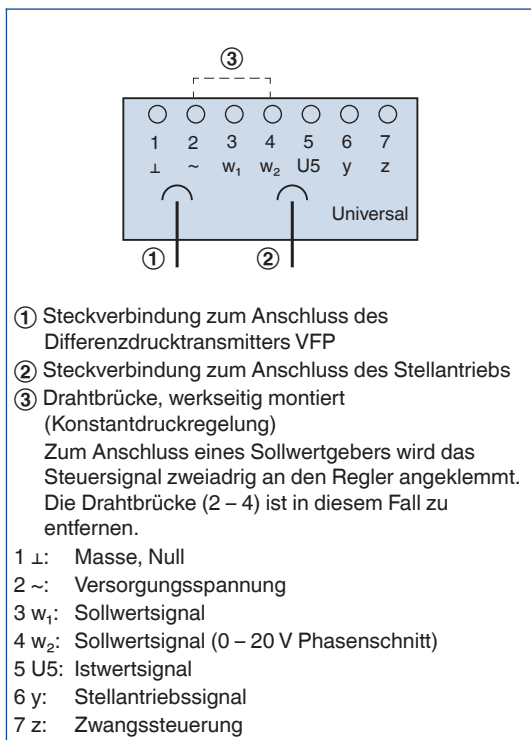 ③
1 2 3 4 5 6 7
⊥ ~ w₁ w₂ U5 y z
Universal
① ②
① Steckverbindung zum Anschluss des
Differenzdrucktransmitters VFP
② Steckverbindung zum Anschluss des Stellantriebs
③ Drahtbrücke, werkseitig montiert
(Konstantdruckregelung)
Zum Anschluss eines Sollwertgebers wird das
Steuersignal zweiadrig an den Regler angeklemmt.
Die Drahtbrücke (2 – 4) ist in diesem Fall zu
entfernen.
1 ⊥: Masse, Null
2 ~: Versorgungsspannung
3 w₁: Sollwertsignal
4 w₂: Sollwertsignal (0 – 20 V Phasenschnitt)
5 U5: Istwertsignal
6 y: Stellantriebssignal
7 z: Zwangssteuerung